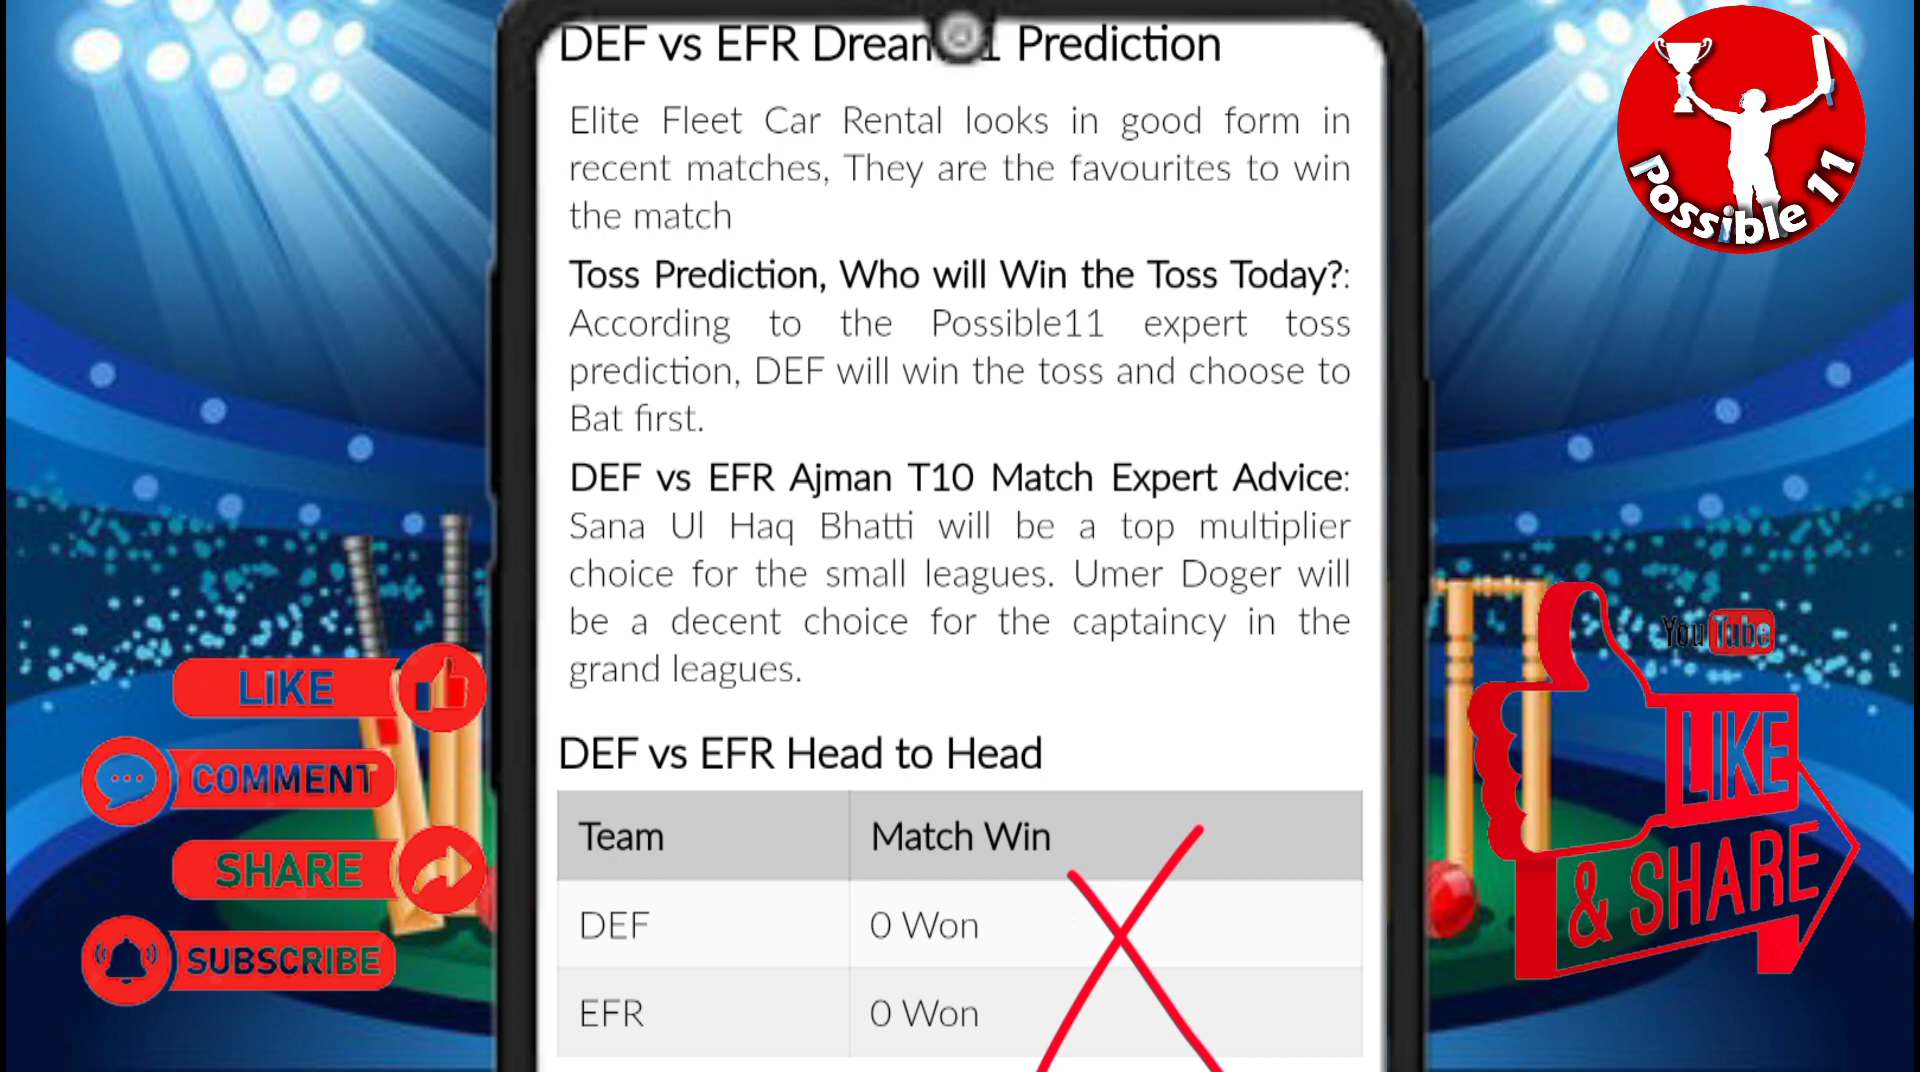 DEF vs EFR Dream11 Prediction
Elite Fleet Car Rental looks in good form in
recent matches, They are the favourites to win
the match
Toss Prediction, Who will Win the Toss Today?:
According to the Possible11 expert toss
prediction, DEF will win the toss and choose to
Bat first.
DEF vs EFR Ajman T10 Match Expert Advice:
Sana Ul Haq Bhatti will be a top multiplier
choice for the small leagues. Umer Doger will
be a decent choice for the captaincy in the
grand leagues.
DEF vs EFR Head to Head
Team Match Win
DEF 0 Won
EFR 0 Won
Possible 11
LIKE
COMMENT
SHARE
SUBSCRIBE
YouTube
LIKE
& SHARE